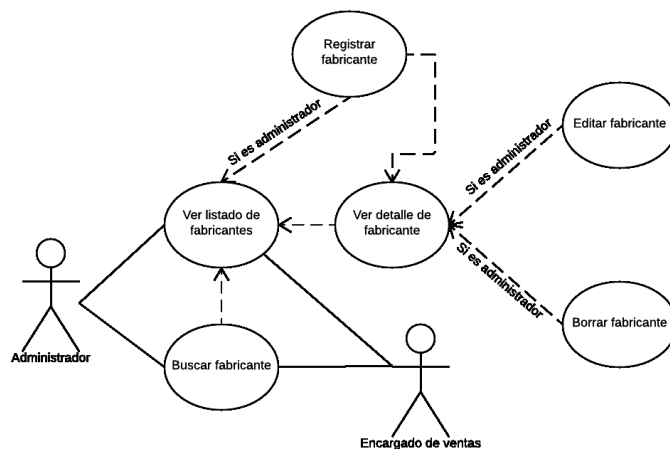 Registrar
fabricante
Si es administrador
Editar fabricante
Si es administrador
Ver listado de
fabricantes
Ver detalle de
fabricante
Si es administrador
Borrar fabricante
Administrador
Buscar fabricante
Encargado de ventas